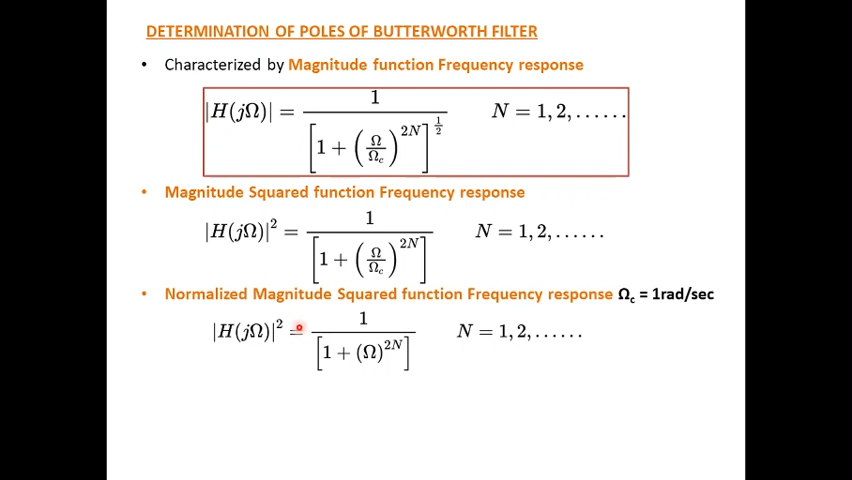 DETERMINATION OF POLES OF BUTTERWORTH FILTER
• Characterized by Magnitude function Frequency response
|H(jΩ)| = 1 / [1 + (Ω/Ω_c)^{2N}]^{1/2} N = 1, 2, ......
• Magnitude Squared function Frequency response
|H(jΩ)|² = 1 / [1 + (Ω/Ω_c)^{2N}] N = 1, 2, ......
• Normalized Magnitude Squared function Frequency response Ω_c = 1rad/sec
|H(jΩ)|² = 1 / [1 + (Ω)^{2N}] N = 1, 2, ......